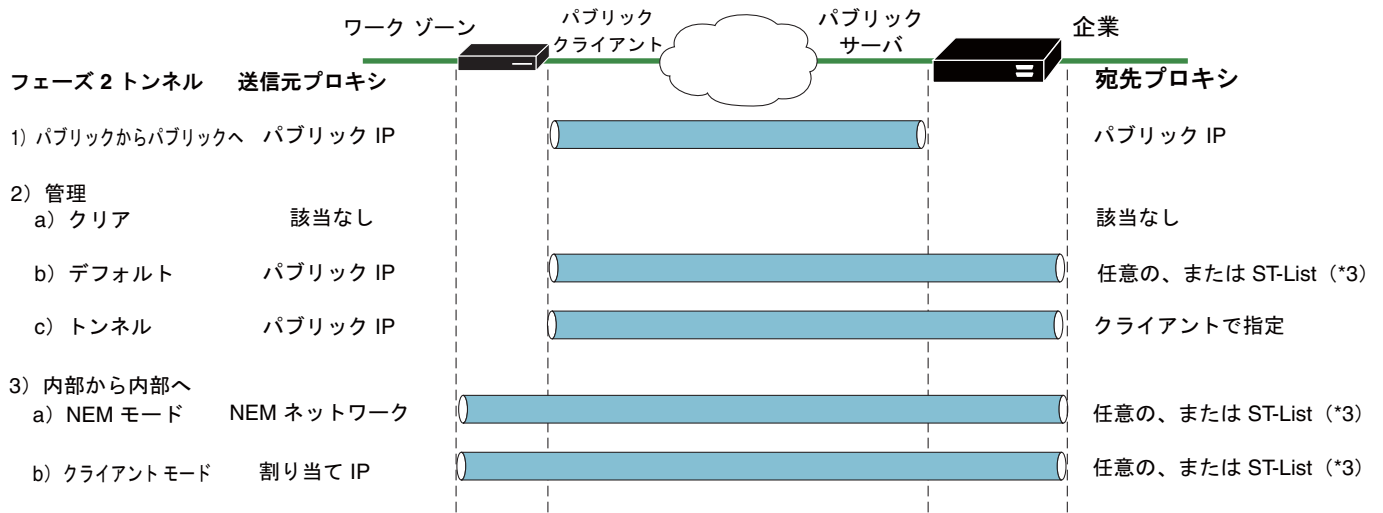 ワーク ゾーン
パブリック
クライアント
パブリック
サーバ
企業
フェーズ 2 トンネル 送信元プロキシ 宛先プロキシ
1）パブリックからパブリックへ パブリック IP パブリック IP
2）管理
a）クリア 該当なし 該当なし
b）デフォルト パブリック IP 任意の、または ST-List（*3）
c）トンネル パブリック IP クライアントで指定
3）内部から内部へ
a）NEM モード NEM ネットワーク 任意の、または ST-List（*3）
b）クライアント モード 割り当て IP 任意の、または ST-List（*3）